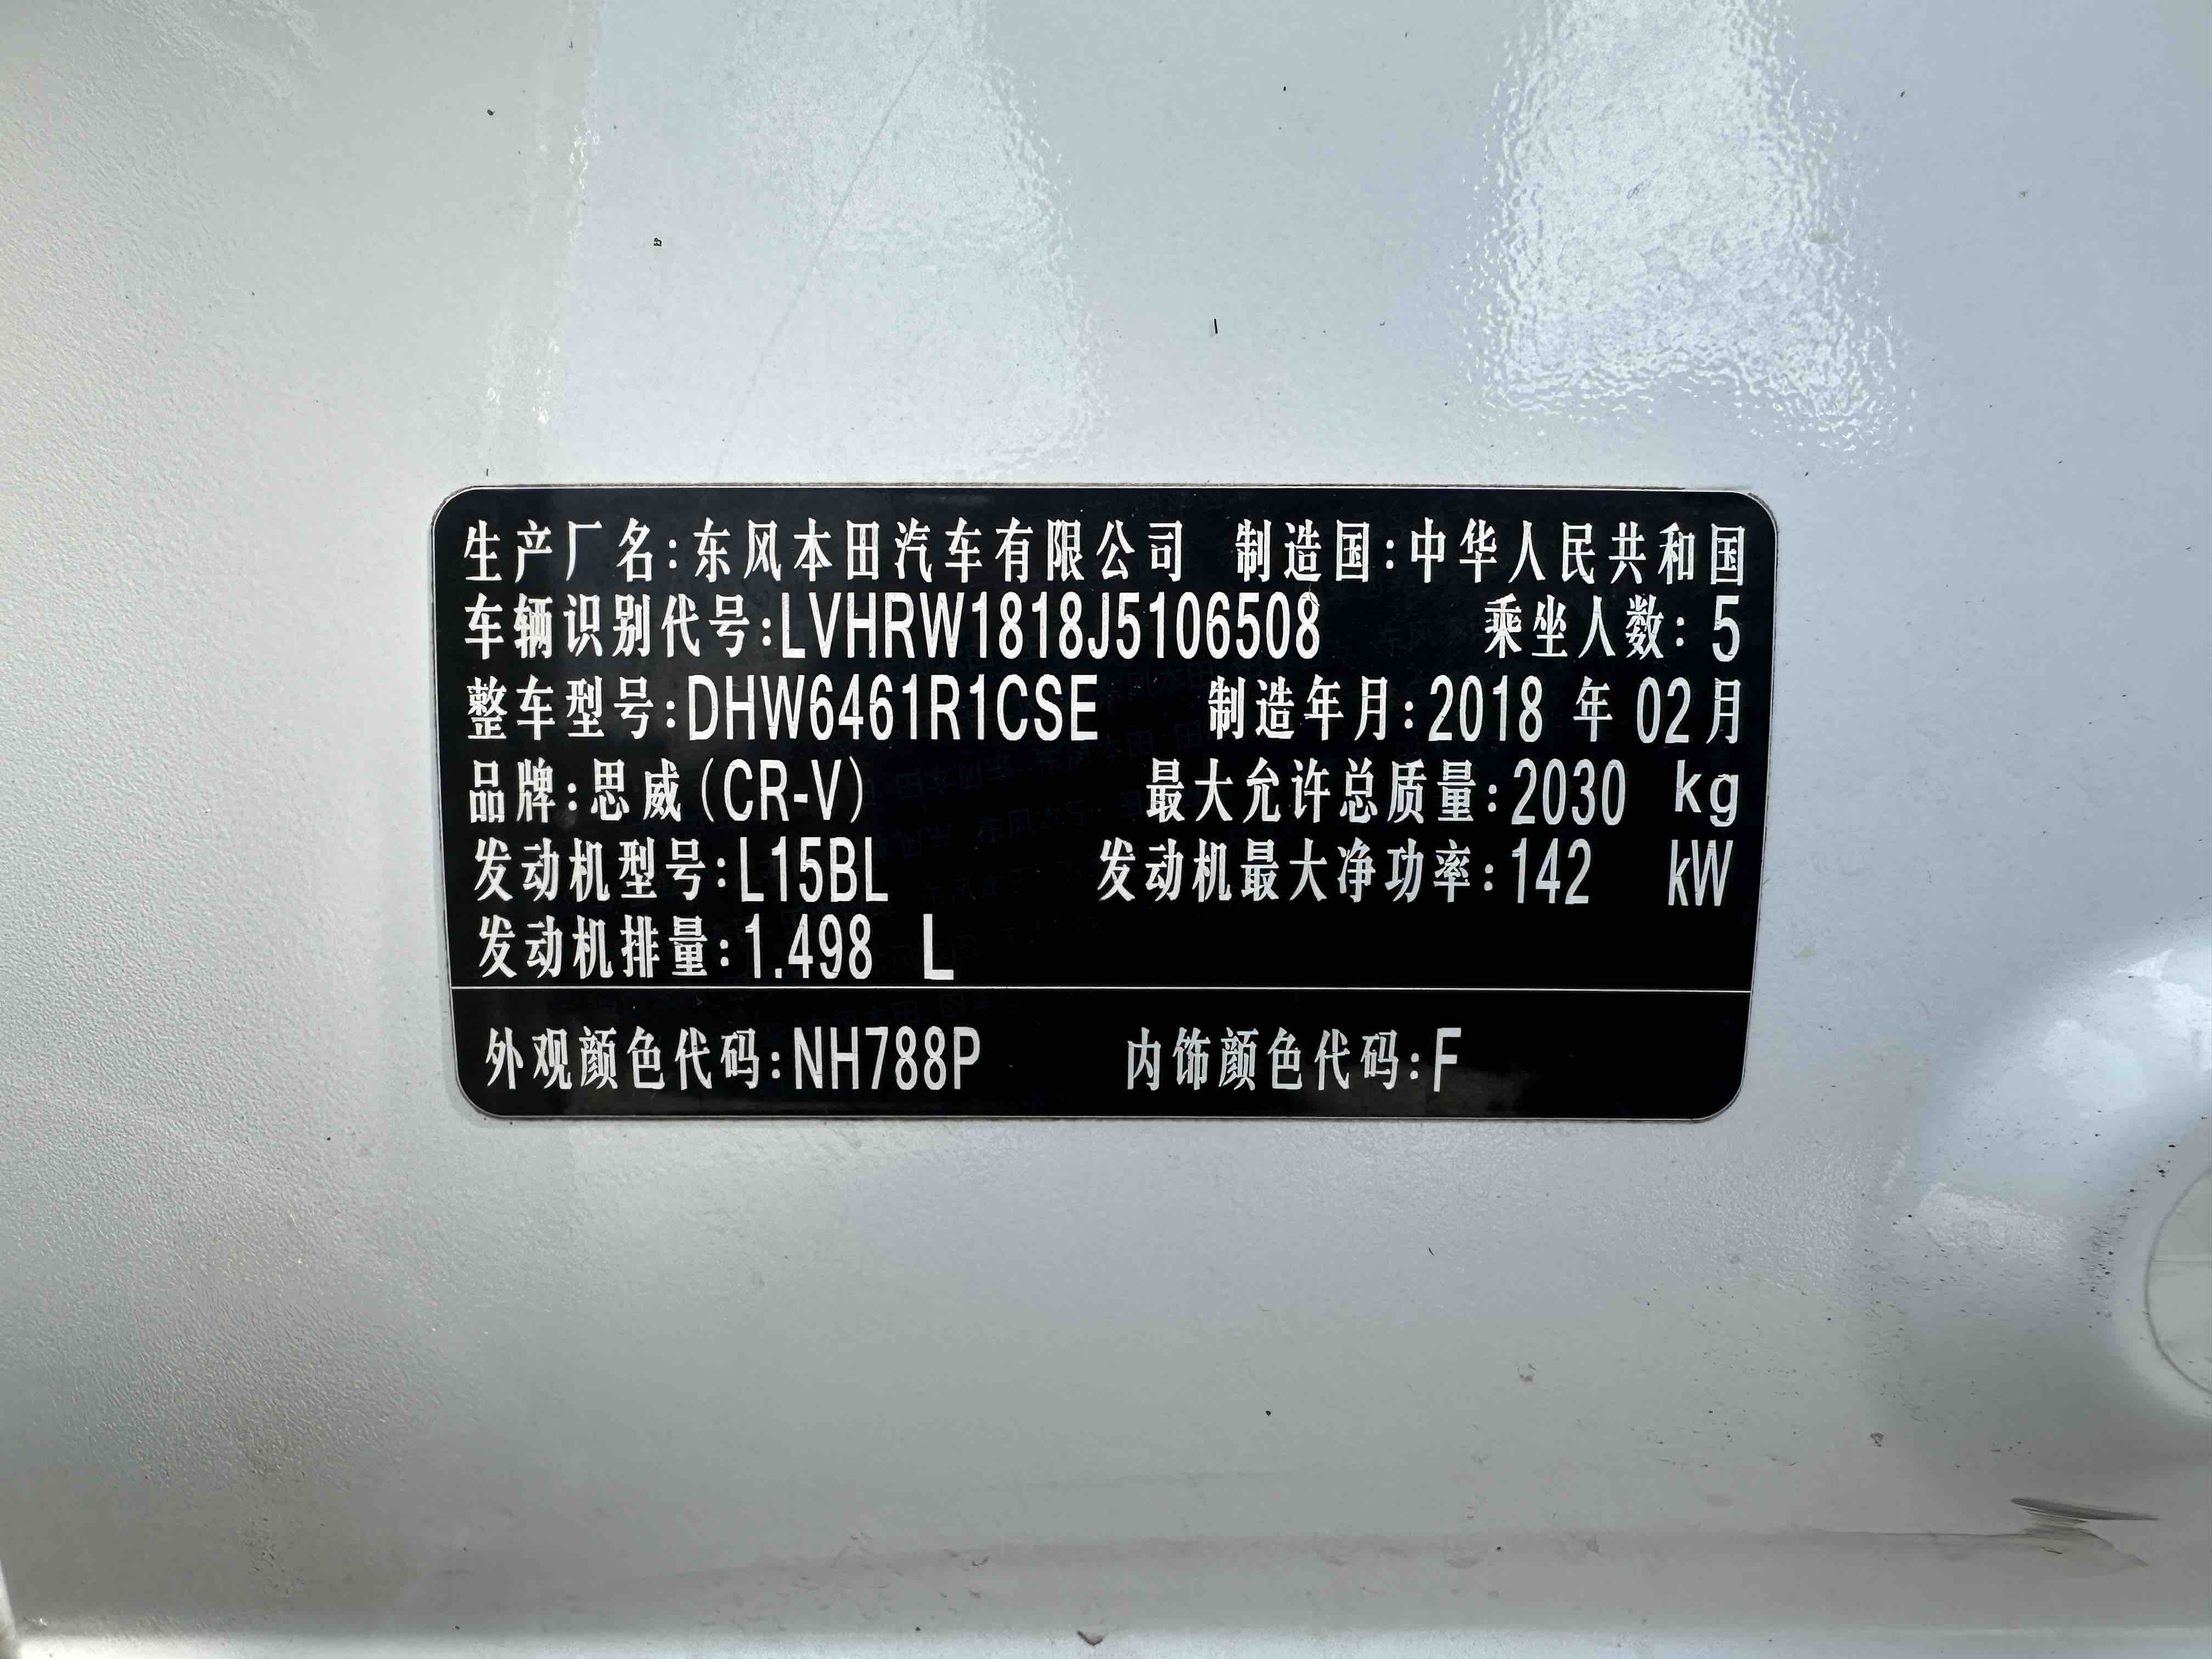 生产厂名:东风本田汽车有限公司 制造国:中华人民共和国
车辆识别代号:LVHRW1818J5106508 乘坐人数:5
整车型号:DHW6461R1CSE 制造年月:2018 年 02月
品牌:思威(CR-V) 最大允许总质量:2030 kg
发动机型号:L15BL 发动机最大净功率:142 kW
发动机排量:1.498 L
外观颜色代码:NH788P 内饰颜色代码:F